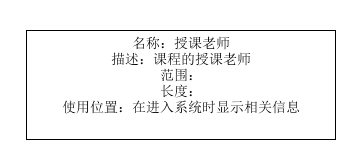 名称：授课老师
描述：课程的授课老师
范围：
长度：
使用位置：在进入系统时显示相关信息